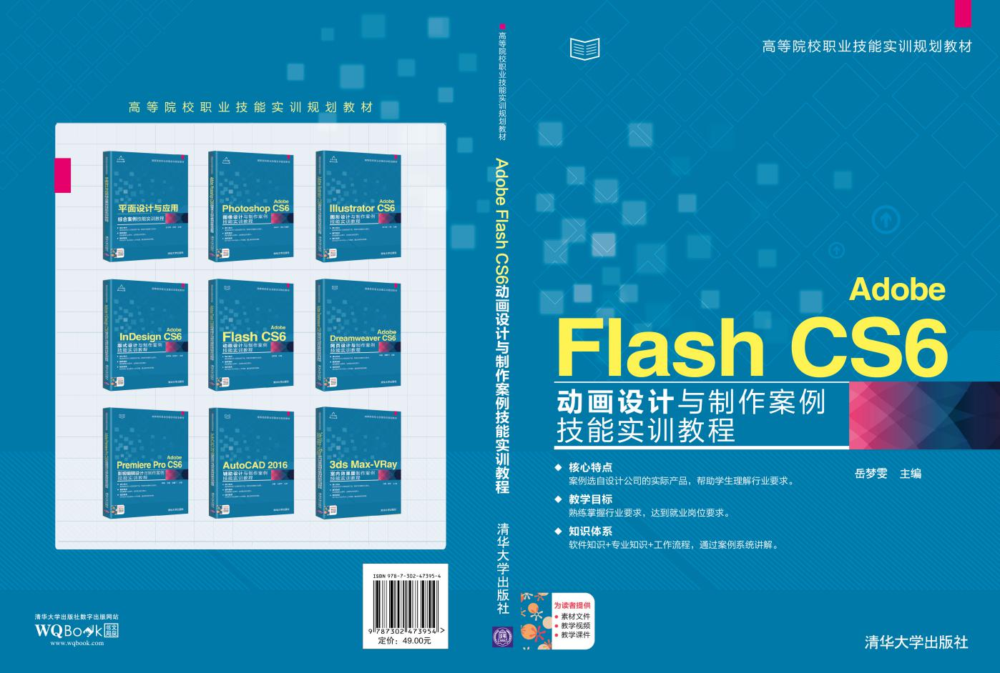 高等院校职业技能实训规划教材
平面设计与应用
综合案例技能实训教程
Adobe
Photoshop CS6
图像设计与制作案例
技能实训教程
Adobe
Illustrator CS6
图形设计与制作案例
技能实训教程
Adobe
InDesign CS6
版式设计与制作案例
技能实训教程
Adobe
Flash CS6
动画设计与制作案例
技能实训教程
Adobe
Dreamweaver CS6
网页设计与制作案例
技能实训教程
Adobe
Premiere Pro CS6
影视编辑设计与制作案例
技能实训教程
AutoCAD 2016
辅助设计与制作案例
技能实训教程
3ds Max-VRay
室内效果图制作案例
技能实训教程
ISBN 978-7-302-47395-4
9 787302 473954 >
定价：49.00元
清华大学出版社数字出版网站
WQBook 书文局泉
www.wqbook.com
高等院校职业技能实训规划教材
Adobe Flash CS6动画设计与制作案例技能实训教程
清华大学出版社
高等院校职业技能实训规划教材
Adobe
Flash CS6
动画设计与制作案例
技能实训教程
岳梦雯 主编
◆ 核心特点
案例选自设计公司的实际产品，帮助学生理解行业要求。
◆ 教学目标
熟练掌握行业要求，达到就业岗位要求。
◆ 知识体系
软件知识+专业知识+工作流程，通过案例系统讲解。
为读者提供
● 素材文件
● 教学视频
● 教学课件
清华大学出版社